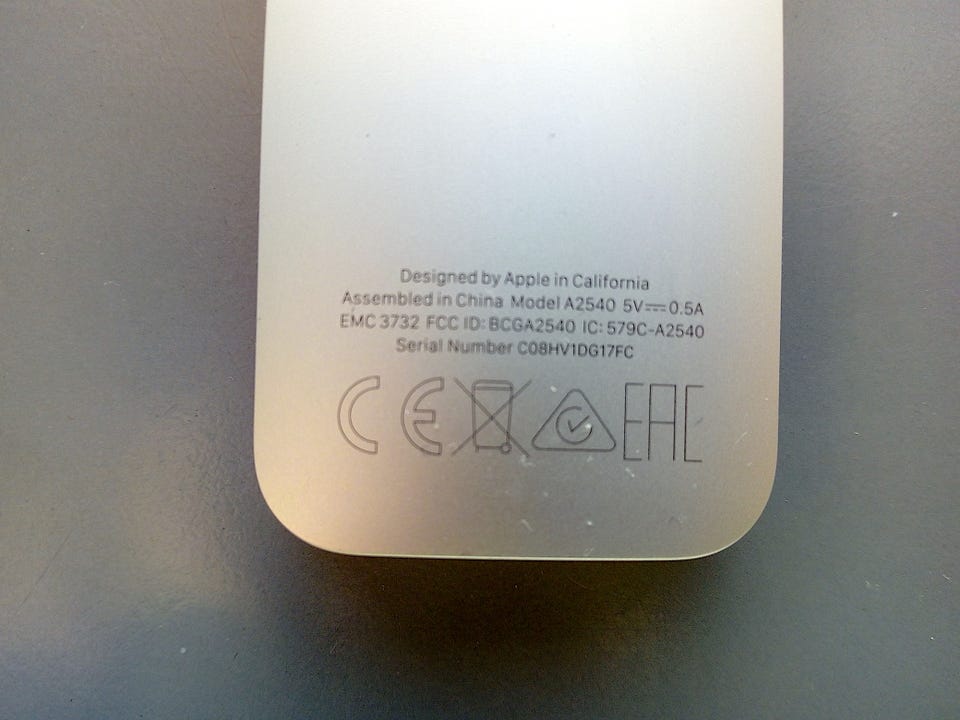 Designed by Apple in California
Assembled in China Model A2540 5V⎓0.5A
EMC 3732 FCC ID: BCGA2540 IC: 579C-A2540
Serial Number C08HV1DG17FC
CE EAC